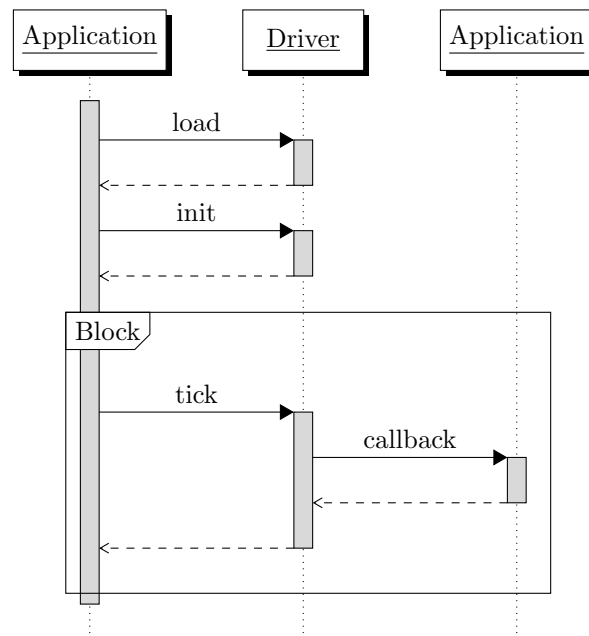 Application
Driver
Application
load
init
Block
tick
callback